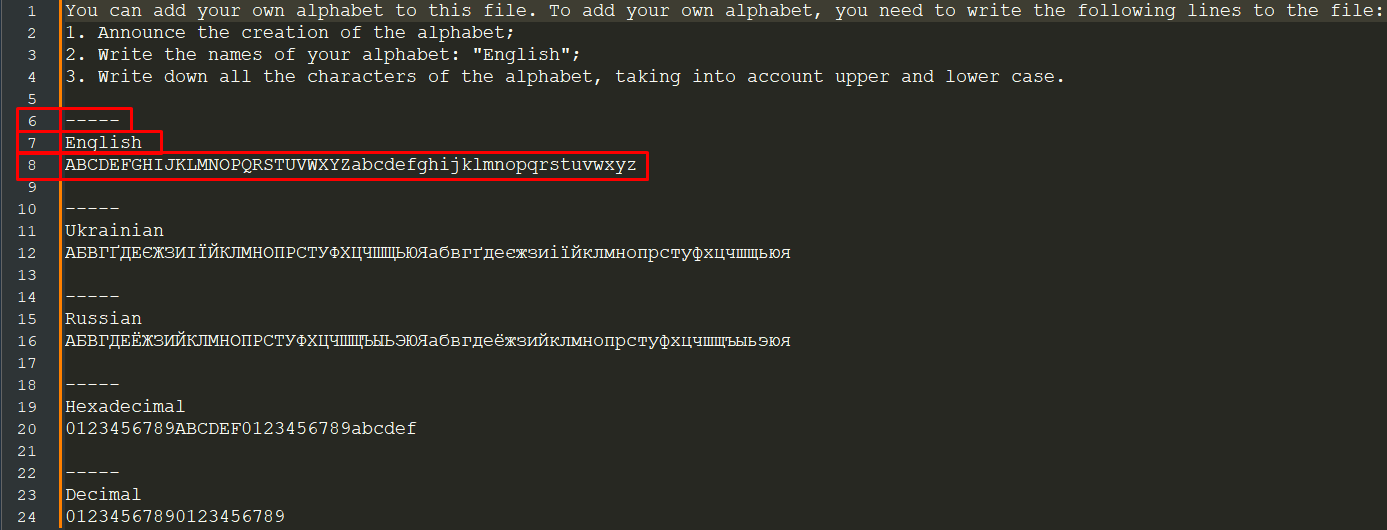 1 You can add your own alphabet to this file. To add your own alphabet, you need to write the following lines to the file:
2 1. Announce the creation of the alphabet;
3 2. Write the names of your alphabet: "English";
4 3. Write down all the characters of the alphabet, taking into account upper and lower case.
5
6 -----
7 English
8 ABCDEFGHIJKLMNOPQRSTUVWXYZabcdefghijklmnopqrstuvwxyz
9
10 -----
11 Ukrainian
12 АБВГҐДЕЄЖЗИІЇЙКЛМНОПРСТУФХЦЧШЩЬЮЯабвгґдеєжзиіїйклмнопрстуфхцчшщьюя
13
14 -----
15 Russian
16 АБВГДЕЁЖЗИЙКЛМНОПРСТУФХЦЧШЩЪЫЬЭЮЯабвгдеёжзийклмнопрстуфхцчшщъыьэюя
17
18 -----
19 Hexadecimal
20 0123456789ABCDEF0123456789abcdef
21
22 -----
23 Decimal
24 01234567890123456789